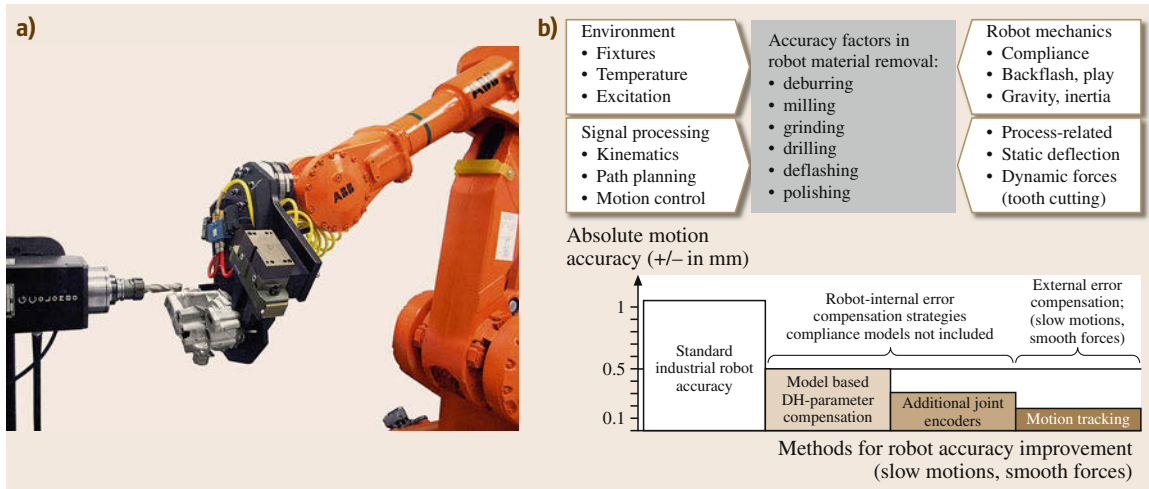 a)
ABB
ABB
b)
Environment
• Fixtures
• Temperature
• Excitation
Signal processing
• Kinematics
• Path planning
• Motion control
Accuracy factors in
robot material removal:
• deburring
• milling
• grinding
• drilling
• deflashing
• polishing
Robot mechanics
• Compliance
• Backflash, play
• Gravity, inertia
• Process-related
• Static deflection
• Dynamic forces
(tooth cutting)
Absolute motion
accuracy (+/– in mm)
1
0.5
0.1
Standard
industrial robot
accuracy
Robot-internal error
compensation strategies
compliance models not included
External error
compensation;
(slow motions,
smooth forces)
Model based
DH-parameter
compensation
Additional joint
encoders
Motion tracking
Methods for robot accuracy improvement
(slow motions, smooth forces)